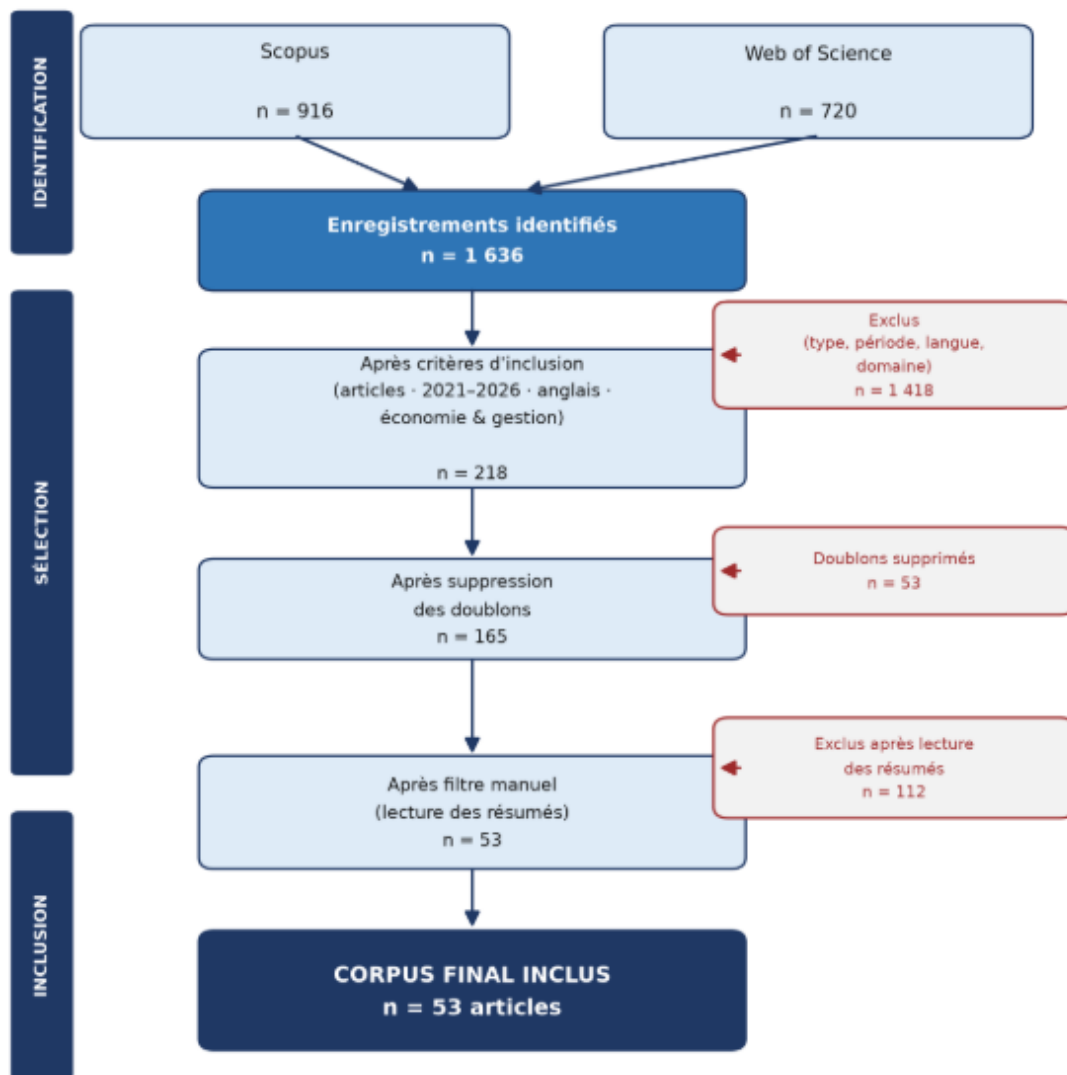 IDENTIFICATION
Scopus
n = 916
Web of Science
n = 720
Enregistrements identifiés
n = 1 636
SÉLECTION
Après critères d'inclusion
(articles · 2021–2026 · anglais ·
économie & gestion)
n = 218
Exclus
(type, période, langue,
domaine)
n = 1 418
Après suppression
des doublons
n = 165
Doublons supprimés
n = 53
Après filtre manuel
(lecture des résumés)
n = 53
Exclus après lecture
des résumés
n = 112
INCLUSION
CORPUS FINAL INCLUS
n = 53 articles